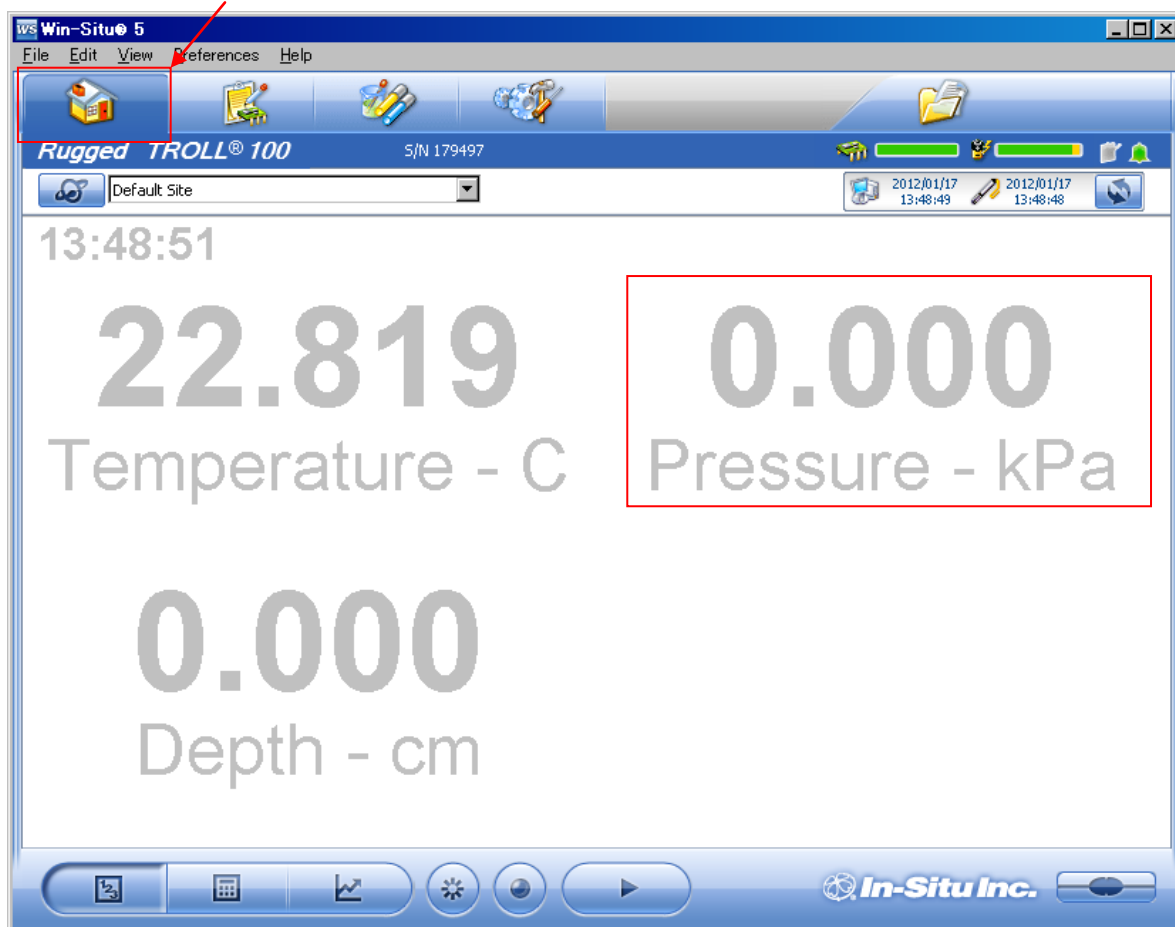 WS Win-Situ® 5
File Edit View Preferences Help
Rugged TROLL® 100 S/N 179497
Default Site
2012/01/17 13:48:49
2012/01/17 13:48:48
13:48:51
22.819
Temperature - C
0.000
Pressure - kPa
0.000
Depth - cm
123
In-Situ Inc.